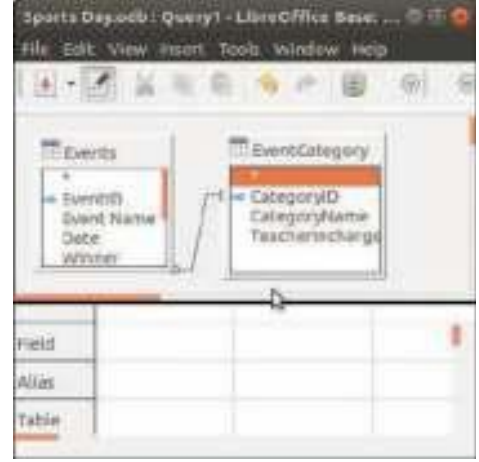 Sports Day.odb : Query1 - LibreOffice Base: ...
File Edit View Insert Tools Window Help
Events
*
EventID
Event Name
Date
Winner
EventCategory
*
CategoryID
CategoryName
TeacherIncharge
Field
Alias
Table